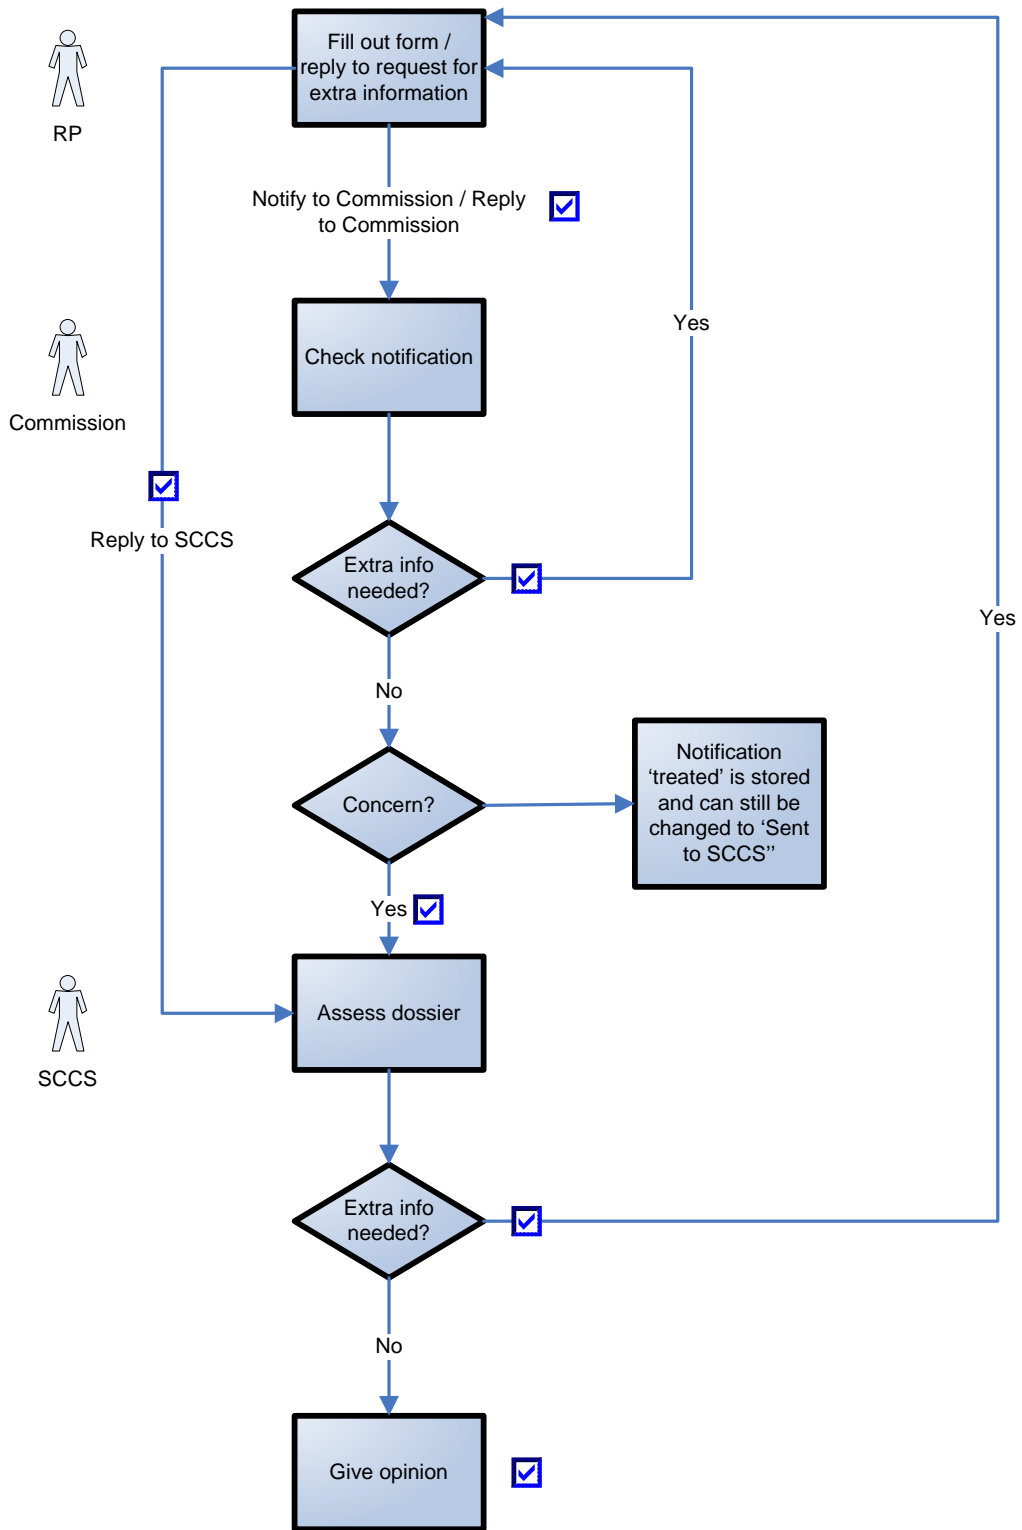 Fill out form /
reply to request for
extra information
RP
Notify to Commission / Reply
to Commission
Yes
Check notification
Commission
Reply to SCCS
Extra info
needed?
Yes
No
Notification
‘treated’ is stored
and can still be
changed to ‘Sent
to SCCS’’
Concern?
Yes
Assess dossier
SCCS
Extra info
needed?
No
Give opinion